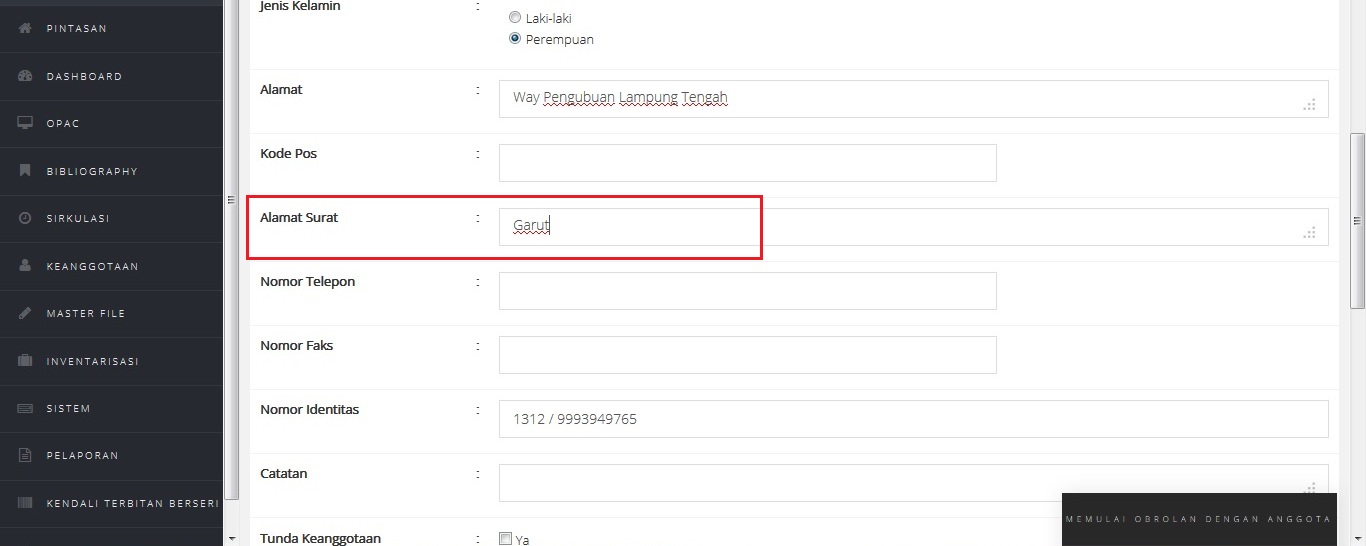 PINTASAN
DASHBOARD
OPAC
BIBLIOGRAPHY
SIRKULASI
KEANGGOTAAN
MASTER FILE
INVENTARISASI
SISTEM
PELAPORAN
KENDALI TERBITAN BERSERI
Jenis Kelamin :
Laki-laki
Perempuan
Alamat : Way Pengubuan Lampung Tengah
Kode Pos :
Alamat Surat : Garut
Nomor Telepon :
Nomor Faks :
Nomor Identitas : 1312 / 9993949765
Catatan :
Tunda Keanggotaan : Ya
MEMULAI OBROLAN DENGAN ANGGOTA